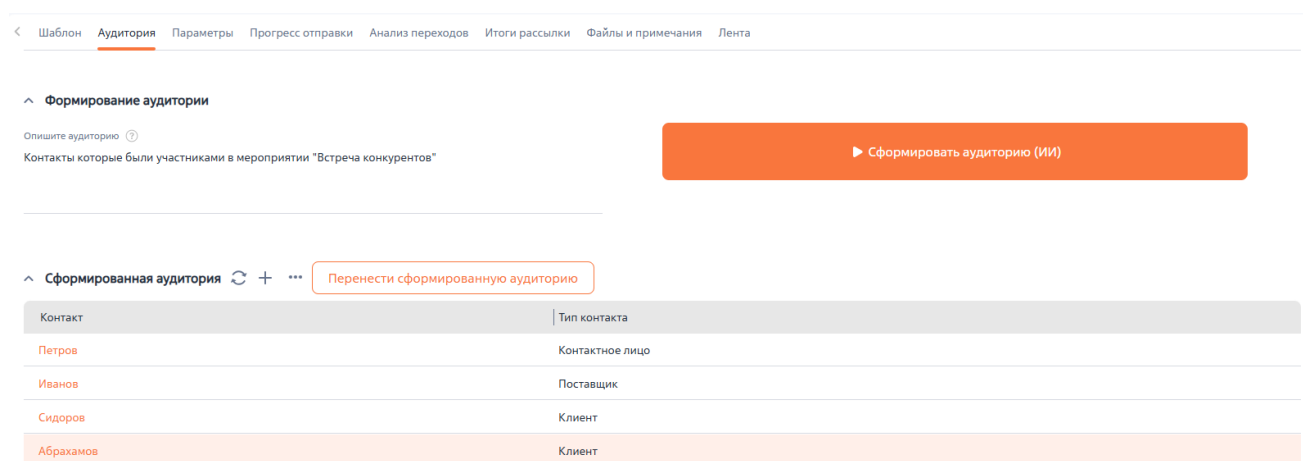 Шаблон Аудитория Параметры Прогресс отправки Анализ переходов Итоги рассылки Файлы и примечания Лента
Формирование аудитории
Опишите аудиторию ?
Контакты которые были участниками в мероприятии "Встреча конкурентов"
Сформировать аудиторию (ИИ)
Сформированная аудитория Перенести сформированную аудиторию
Контакт Тип контакта
Петров Контактное лицо
Иванов Поставщик
Сидоров Клиент
Абрахамов Клиент